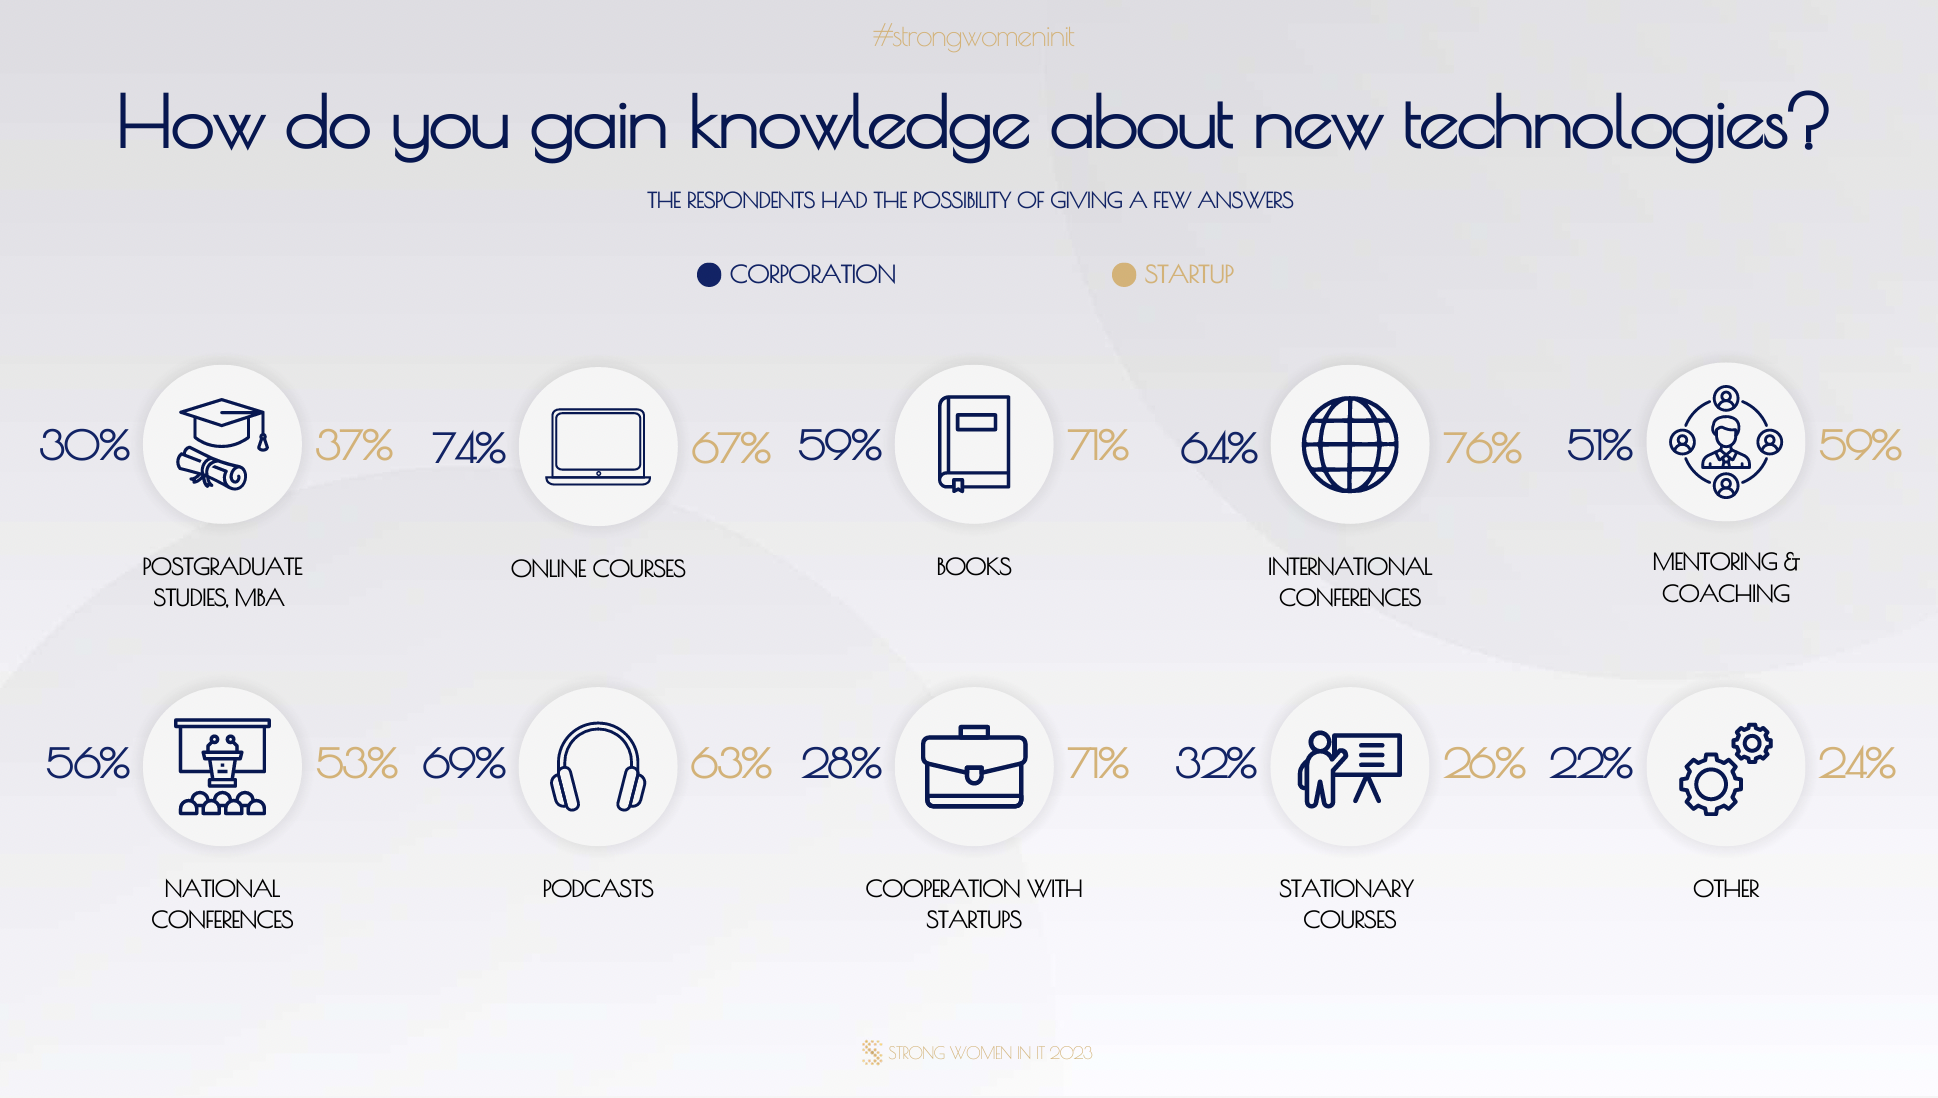 #strongwomeninit
How do you gain knowledge about new technologies?
THE RESPONDENTS HAD THE POSSIBILITY OF GIVING A FEW ANSWERS
CORPORATION STARTUP
30% 37% 74% 67% 59% 71% 64% 76% 51% 59%
POSTGRADUATE
STUDIES, MBA
ONLINE COURSES
BOOKS
INTERNATIONAL
CONFERENCES
MENTORING &
COACHING
56% 53% 69% 63% 28% 71% 32% 26% 22% 24%
NATIONAL
CONFERENCES
PODCASTS
COOPERATION WITH
STARTUPS
STATIONARY
COURSES
OTHER
STRONG WOMEN IN IT 2023